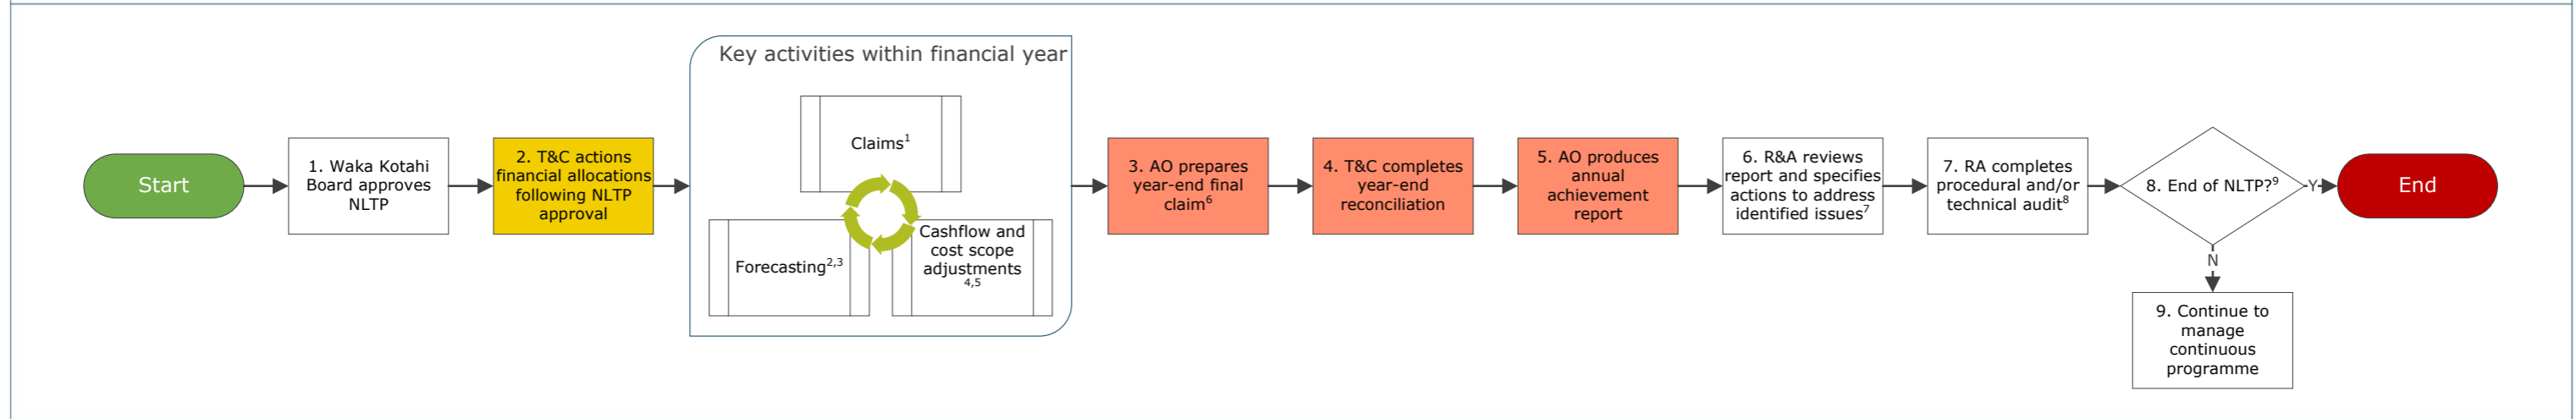 Key activities within financial year
Start
1. Waka Kotahi
Board approves
NLTP
2. T&C actions
financial allocations
following NLTP
approval
Claims1
Forecasting2,3
Cashflow and
cost scope
adjustments
4,5
3. AO prepares
year-end final
claim6
4. T&C completes
year-end
reconciliation
5. AO produces
annual
achievement
report
6. R&A reviews
report and specifies
actions to address
identified issues7
7. RA completes
procedural and/or
technical audit8
8. End of NLTP?9
Y
End
N
9. Continue to
manage
continuous
programme